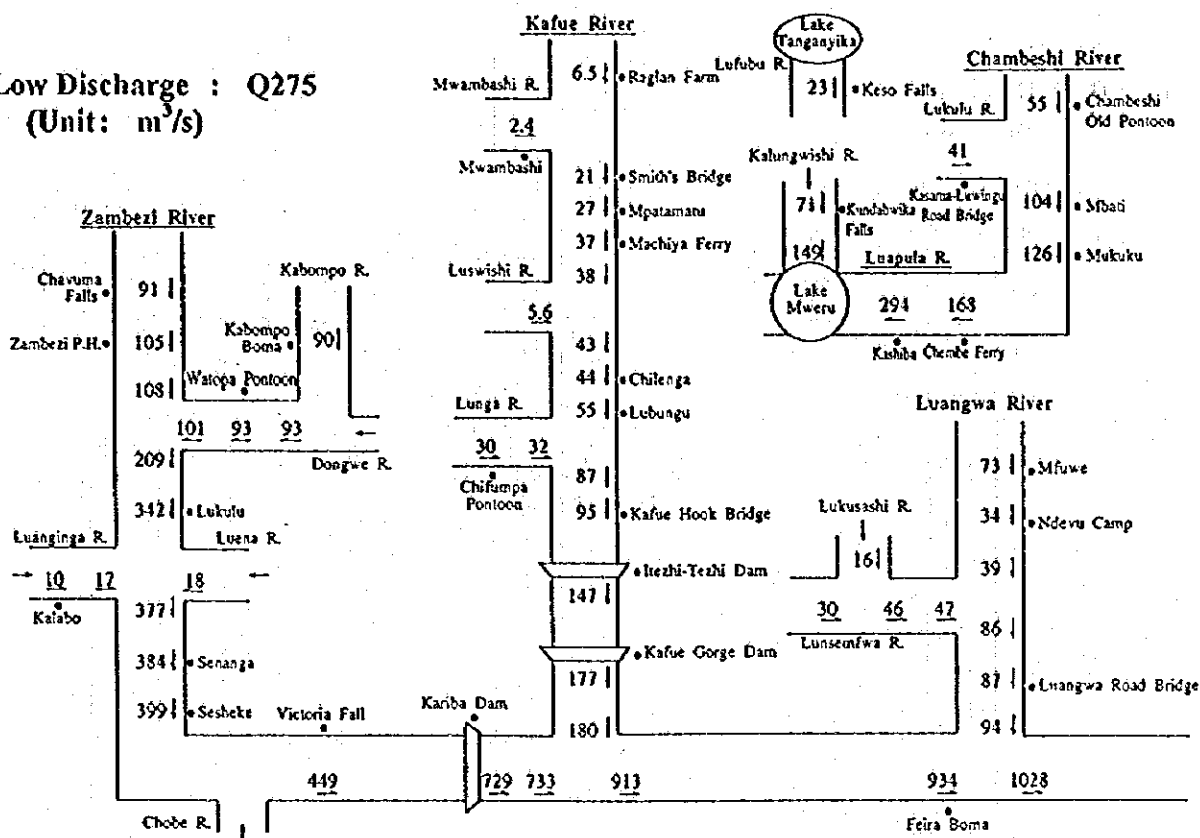 Low Discharge : Q275
(Unit: m³/s)
Kafue River
Mwambashi R.
6.5
Raglan Farm
2.4
Mwambashi
21
Smith's Bridge
27
Mpatamatu
37
Machiya Ferry
Luswishi R.
38
5.6
43
44
Chilenga
Lunga R.
55
Lubungu
30
32
Chifumpa
Pontoon
87
95
Kafue Hook Bridge
Itezhi-Tezhi Dam
147
Kafue Gorge Dam
177
180
Lake
Tanganyika
Lufubu R.
23
Keso Falls
Kalungwishi R.
71
Kundabwika
Falls
149
Luapula R.
Lake
Mweru
294
168
Kashiba
Chembe Ferry
Chambeshi River
Lukulu R.
55
Chambeshi
Old Pontoon
41
Kasama-Luwingu
Road Bridge
104
Mbati
126
Mukuku
Zambezi River
Chavuma
Falls
91
Kabompo R.
Zambezi P.H.
105
Kabompo
Boma
90
108
Watopa Pontoon
101
93
93
209
Dongwe R.
342
Lukulu
Luanginga R.
Luena R.
10
17
18
Kalabo
377
384
Senanga
399
Sesheke
Victoria Fall
Kariba Dam
449
729
733
913
934
1028
Chobe R.
Feira Boma
Luangwa River
73
Mfuwe
Lukusashi R.
34
Ndevu Camp
16
39
30
46
47
Lunsemfwa R.
86
87
Luangwa Road Bridge
94